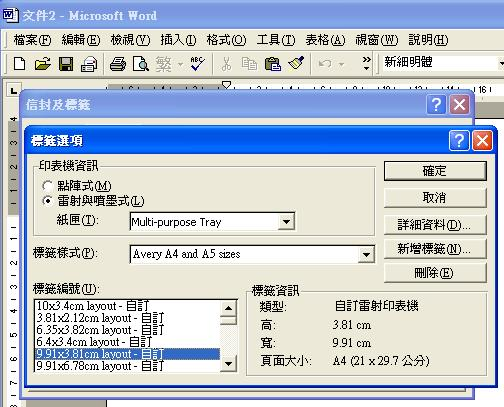 文件2 - Microsoft Word
檔案(F) 編輯(E) 檢視(V) 插入(I) 格式(O) 工具(T) 表格(A) 視窗(W) 說明(H)
新細明體
信封及標籤
標籤選項
印表機資訊
點陣式(M)
雷射與噴墨式(L)
紙匣(T): Multi-purpose Tray
標籤樣式(P): Avery A4 and A5 sizes
確定
取消
詳細資料(D)...
新增標籤(N)...
刪除(E)
標籤編號(U):
10x3.4cm layout - 自訂
3.81x2.12cm layout - 自訂
6.35x3.82cm layout - 自訂
6.4x3.4cm layout - 自訂
9.91x3.81cm layout - 自訂
9.91x6.78cm layout - 自訂
標籤資訊
類型: 自訂雷射印表機
高: 3.81 cm
寬: 9.91 cm
頁面大小: A4 (21 x 29.7 公分)